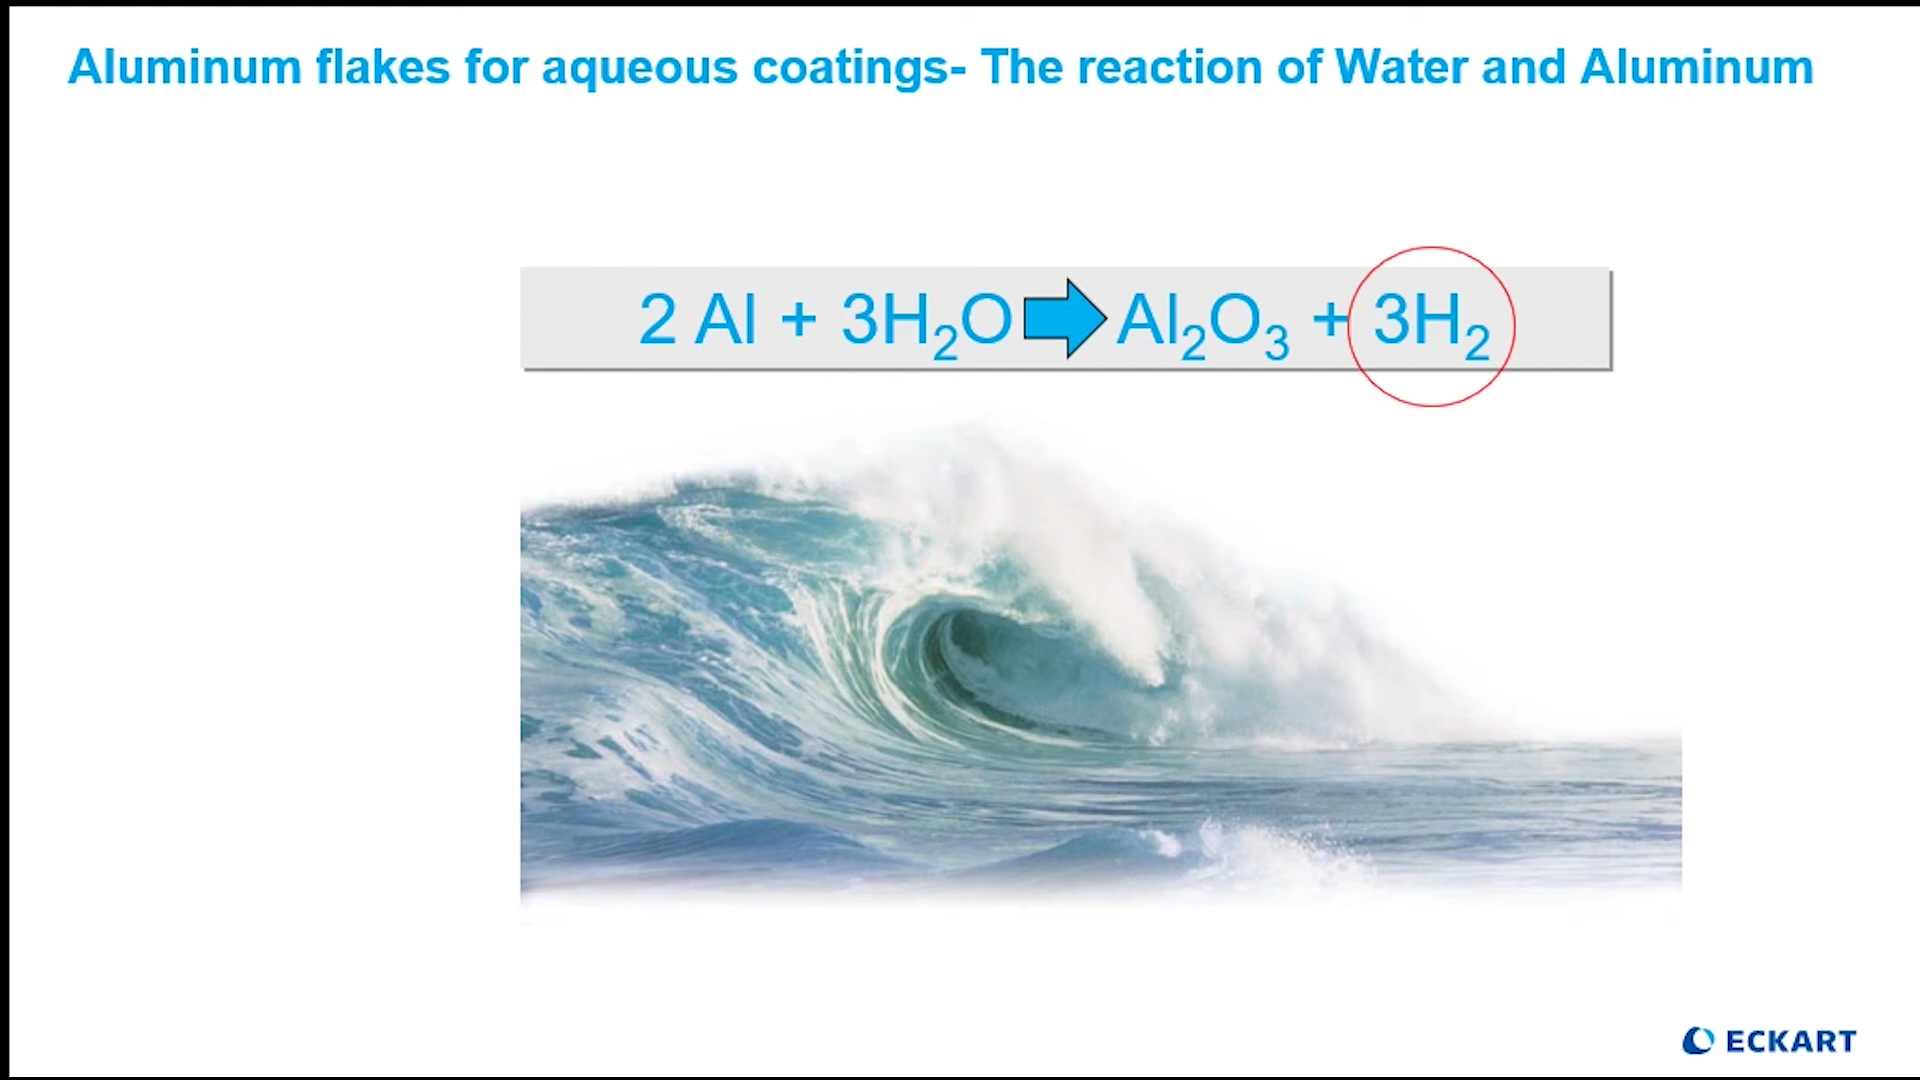 Aluminum flakes for aqueous coatings- The reaction of Water and Aluminum
2 Al + 3H₂O Al₂O₃ + 3H₂
ECKART